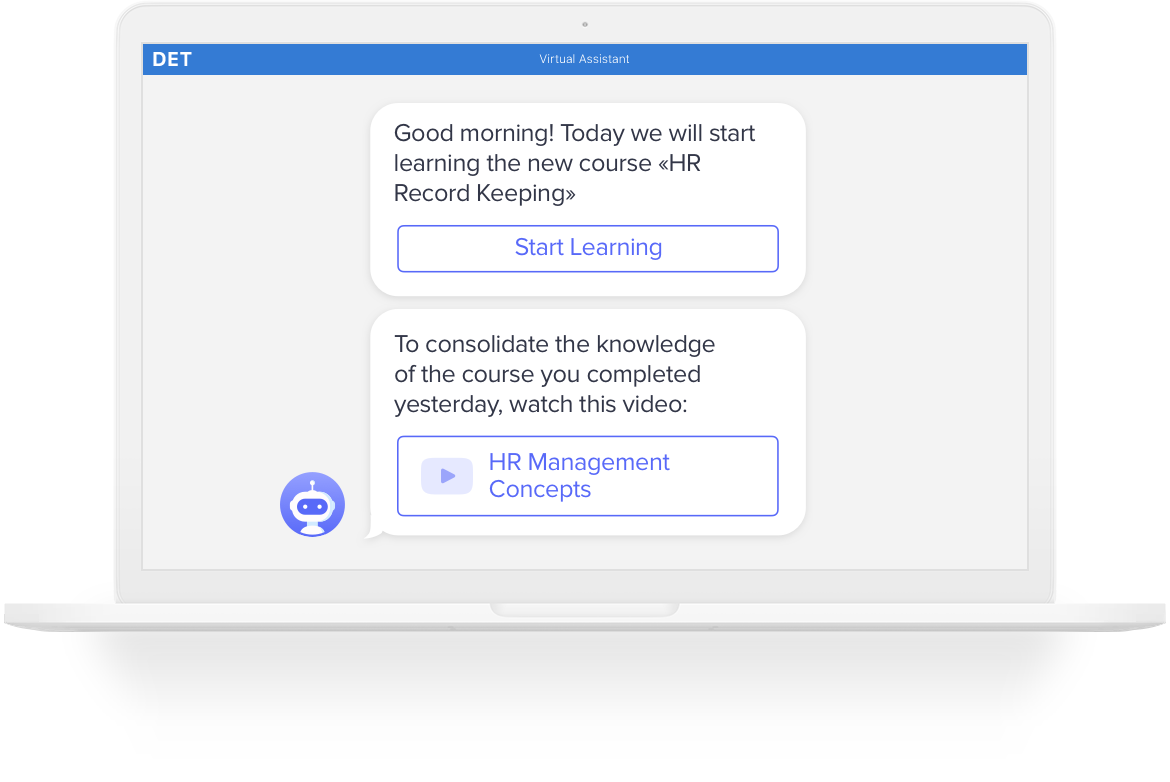 DET
Virtual Assistant
Good morning! Today we will start
learning the new course «HR
Record Keeping»
Start Learning
To consolidate the knowledge
of the course you completed
yesterday, watch this video:
HR Management
Concepts